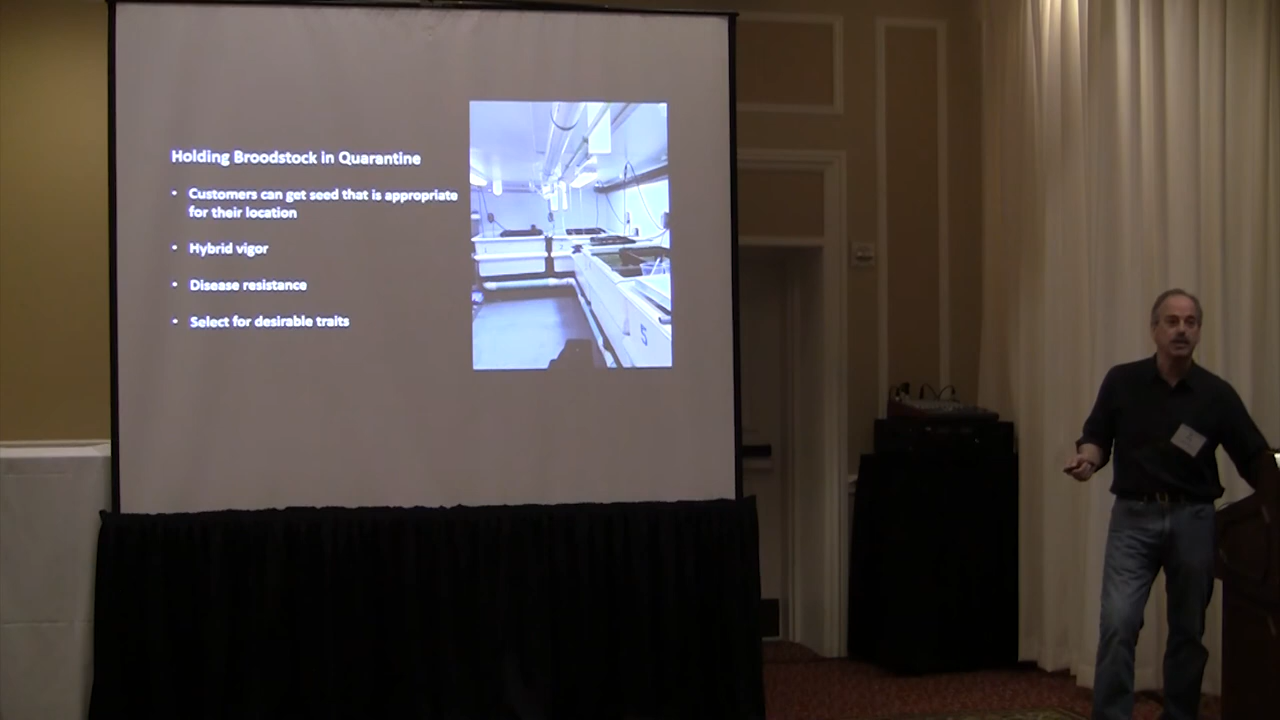 Holding Broodstock in Quarantine
• Customers can get seed that is appropriate
for their location
• Hybrid vigor
• Disease resistance
• Select for desirable traits
5